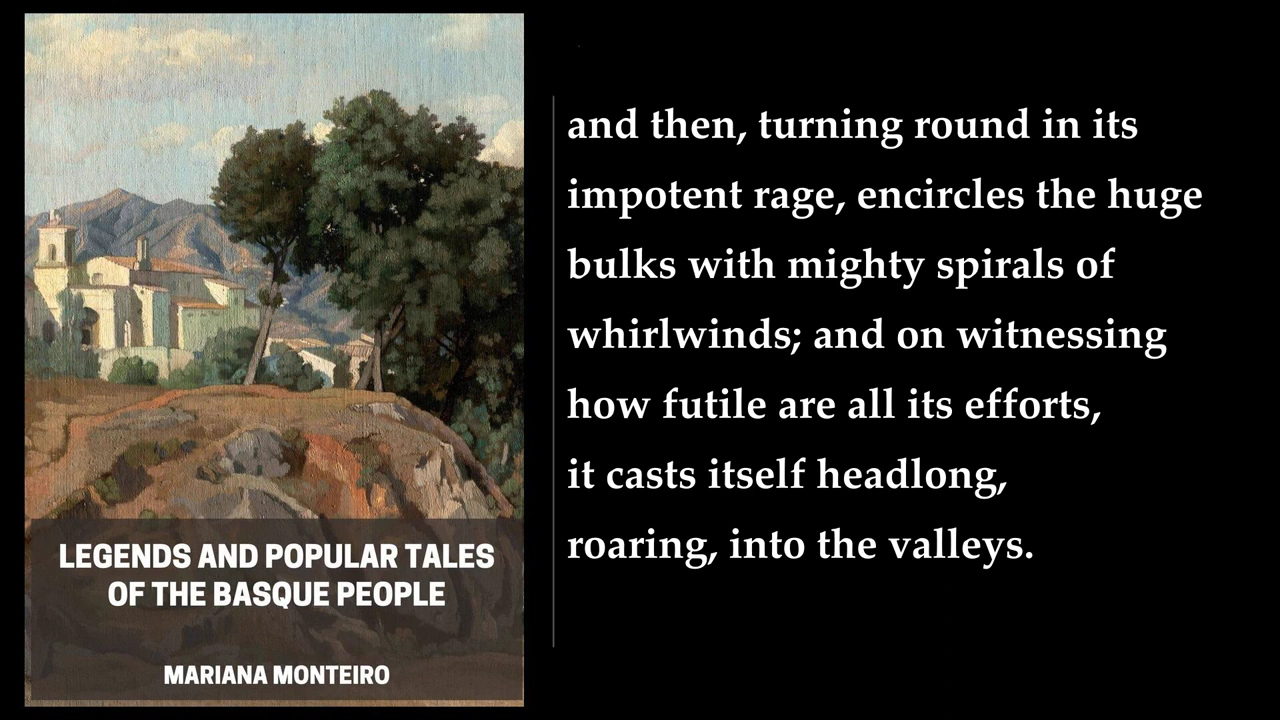 LEGENDS AND POPULAR TALES
OF THE BASQUE PEOPLE
MARIANA MONTEIRO
and then, turning round in its
impotent rage, encircles the huge
bulks with mighty spirals of
whirlwinds; and on witnessing
how futile are all its efforts,
it casts itself headlong,
roaring, into the valleys.